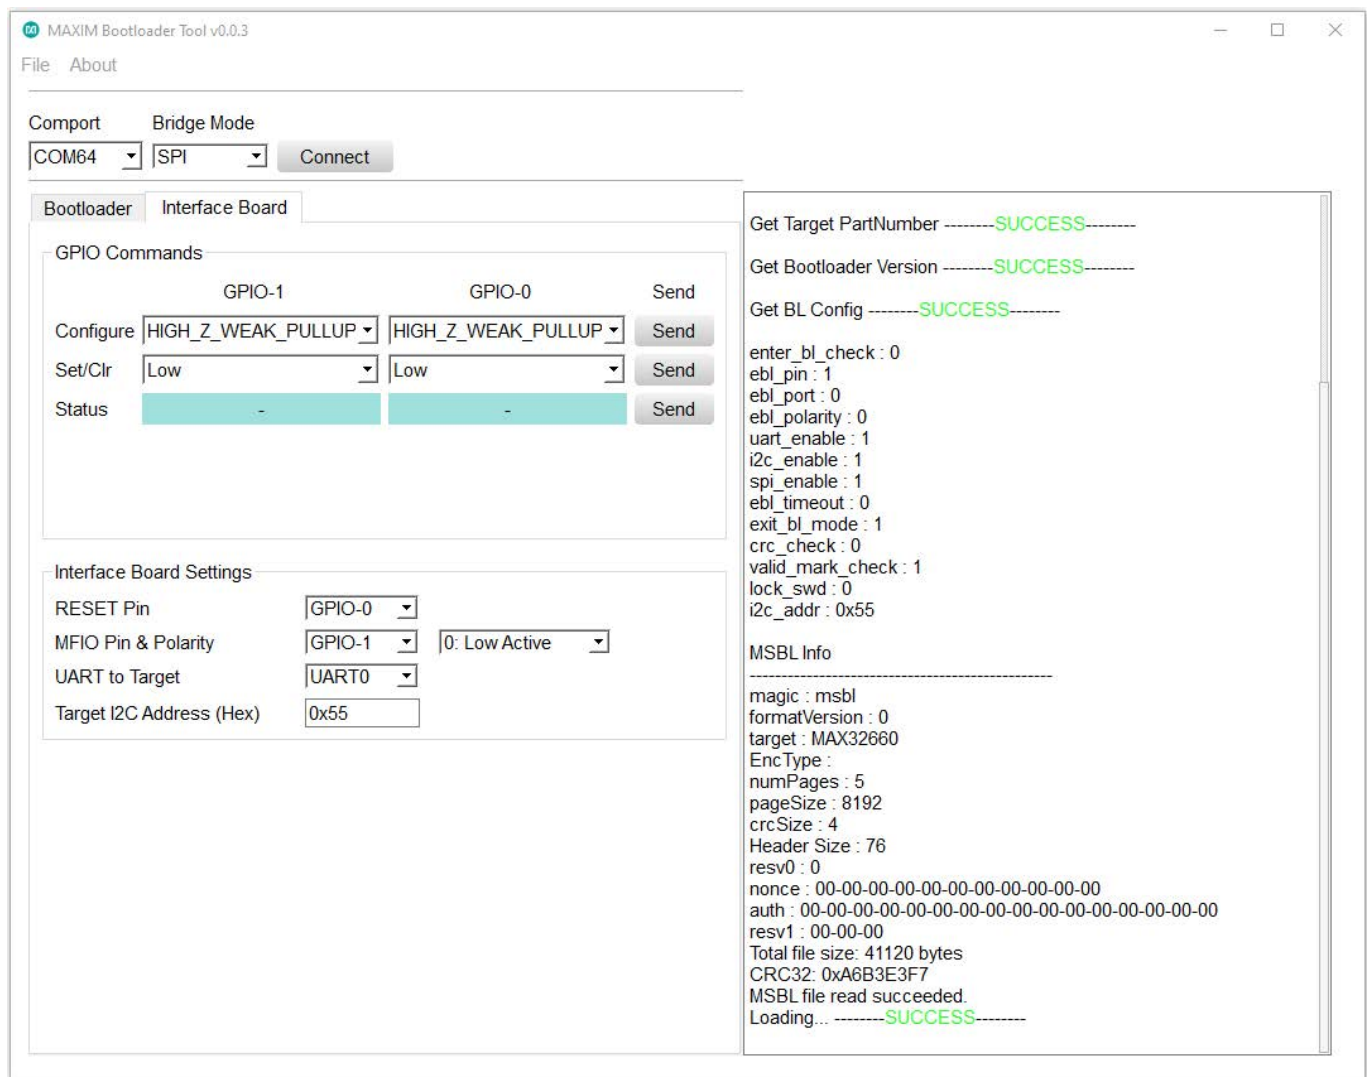 MAXIM Bootloader Tool v0.0.3
File About
Comport Bridge Mode
COM64 SPI Connect
Bootloader Interface Board
GPIO Commands
GPIO-1 GPIO-0 Send
Configure HIGH_Z_WEAK_PULLUP HIGH_Z_WEAK_PULLUP Send
Set/Clr Low Low Send
Status - - Send
Interface Board Settings
RESET Pin GPIO-0
MFIO Pin & Polarity GPIO-1 0: Low Active
UART to Target UART0
Target I2C Address (Hex) 0x55
Get Target PartNumber --------SUCCESS--------
Get Bootloader Version --------SUCCESS--------
Get BL Config --------SUCCESS--------
enter_bl_check : 0
ebl_pin : 1
ebl_port : 0
ebl_polarity : 0
uart_enable : 1
i2c_enable : 1
spi_enable : 1
ebl_timeout : 0
exit_bl_mode : 1
crc_check : 0
valid_mark_check : 1
lock_swd : 0
i2c_addr : 0x55
MSBL Info
------------------------------------------------
magic : msbl
formatVersion : 0
target : MAX32660
EncType :
numPages : 5
pageSize : 8192
crcSize : 4
Header Size : 76
resv0 : 0
nonce : 00-00-00-00-00-00-00-00-00-00-00
auth : 00-00-00-00-00-00-00-00-00-00-00-00-00-00-00-00
resv1 : 00-00-00
Total file size: 41120 bytes
CRC32: 0xA6B3E3F7
MSBL file read succeeded.
Loading... --------SUCCESS--------